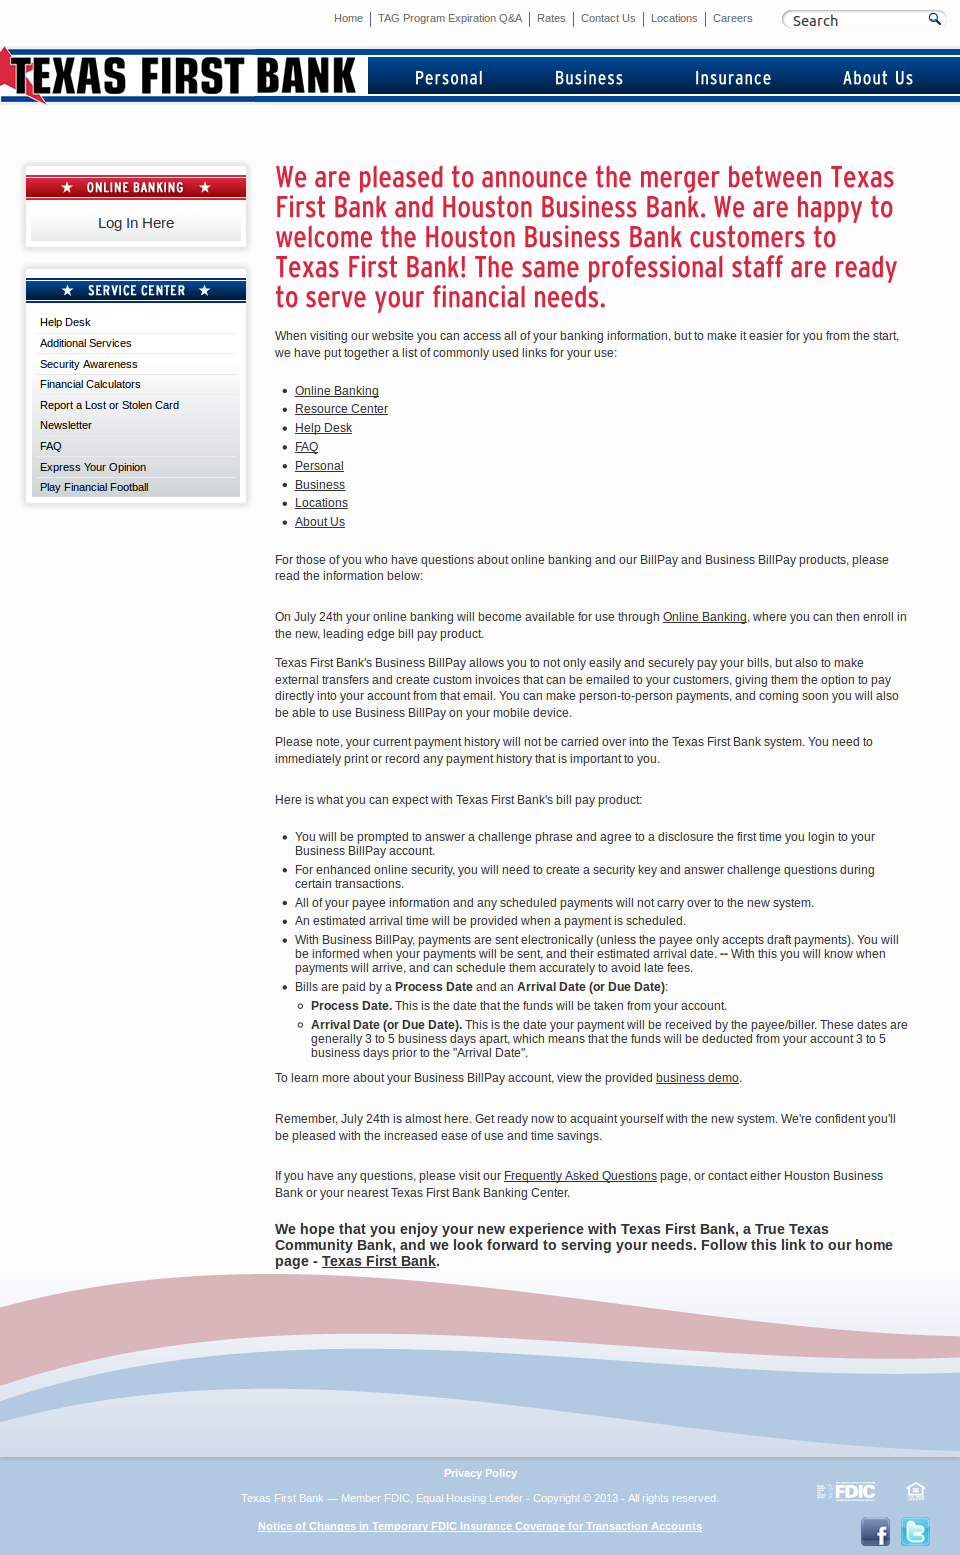 Home TAG Program Expiration Q&A Rates Contact Us Locations Careers Search
TEXAS FIRST BANK
Personal Business Insurance About Us
ONLINE BANKING
Log In Here
SERVICE CENTER
Help Desk
Additional Services
Security Awareness
Financial Calculators
Report a Lost or Stolen Card
Newsletter
FAQ
Express Your Opinion
Play Financial Football
We are pleased to announce the merger between Texas
First Bank and Houston Business Bank. We are happy to
welcome the Houston Business Bank customers to
Texas First Bank! The same professional staff are ready
to serve your financial needs.
When visiting our website you can access all of your banking information, but to make it easier for you from the start,
we have put together a list of commonly used links for your use:
Online Banking
Resource Center
Help Desk
FAQ
Personal
Business
Locations
About Us
For those of you who have questions about online banking and our BillPay and Business BillPay products, please
read the information below:
On July 24th your online banking will become available for use through Online Banking, where you can then enroll in
the new, leading edge bill pay product.
Texas First Bank's Business BillPay allows you to not only easily and securely pay your bills, but also to make
external transfers and create custom invoices that can be emailed to your customers, giving them the option to pay
directly into your account from that email. You can make person-to-person payments, and coming soon you will also
be able to use Business BillPay on your mobile device.
Please note, your current payment history will not be carried over into the Texas First Bank system. You need to
immediately print or record any payment history that is important to you.
Here is what you can expect with Texas First Bank's bill pay product:
You will be prompted to answer a challenge phrase and agree to a disclosure the first time you login to your
Business BillPay account.
For enhanced online security, you will need to create a security key and answer challenge questions during
certain transactions.
All of your payee information and any scheduled payments will not carry over to the new system.
An estimated arrival time will be provided when a payment is scheduled.
With Business BillPay, payments are sent electronically (unless the payee only accepts draft payments). You will
be informed when your payments will be sent, and their estimated arrival date. -- With this you will know when
payments will arrive, and can schedule them accurately to avoid late fees.
Bills are paid by a Process Date and an Arrival Date (or Due Date):
Process Date. This is the date that the funds will be taken from your account.
Arrival Date (or Due Date). This is the date your payment will be received by the payee/biller. These dates are
generally 3 to 5 business days apart, which means that the funds will be deducted from your account 3 to 5
business days prior to the "Arrival Date".
To learn more about your Business BillPay account, view the provided business demo.
Remember, July 24th is almost here. Get ready now to acquaint yourself with the new system. We're confident you'll
be pleased with the increased ease of use and time savings.
If you have any questions, please visit our Frequently Asked Questions page, or contact either Houston Business
Bank or your nearest Texas First Bank Banking Center.
We hope that you enjoy your new experience with Texas First Bank, a True Texas
Community Bank, and we look forward to serving your needs. Follow this link to our home
page - Texas First Bank.
Privacy Policy
Texas First Bank — Member FDIC, Equal Housing Lender - Copyright © 2013 - All rights reserved.
FDIC
Notice of Changes in Temporary FDIC Insurance Coverage for Transaction Accounts